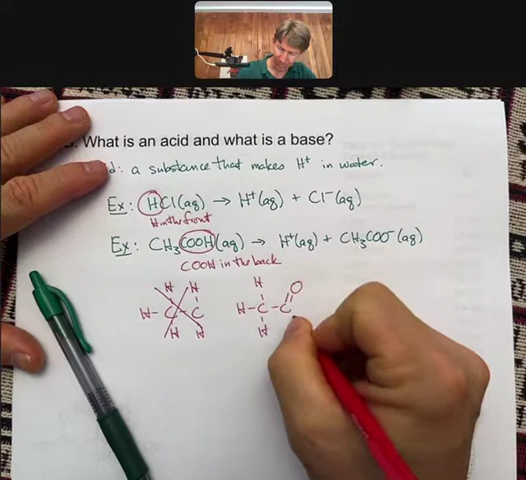 What is an acid and what is a base?
d: a substance that makes H⁺ in water.
Ex: HCl(aq) → H⁺(aq) + Cl⁻(aq)
H in the front
Ex: CH₃COOH(aq) → H⁺(aq) + CH₃COO⁻(aq)
COOH in the back
H H H O
H-C-C H-C-C
H H H